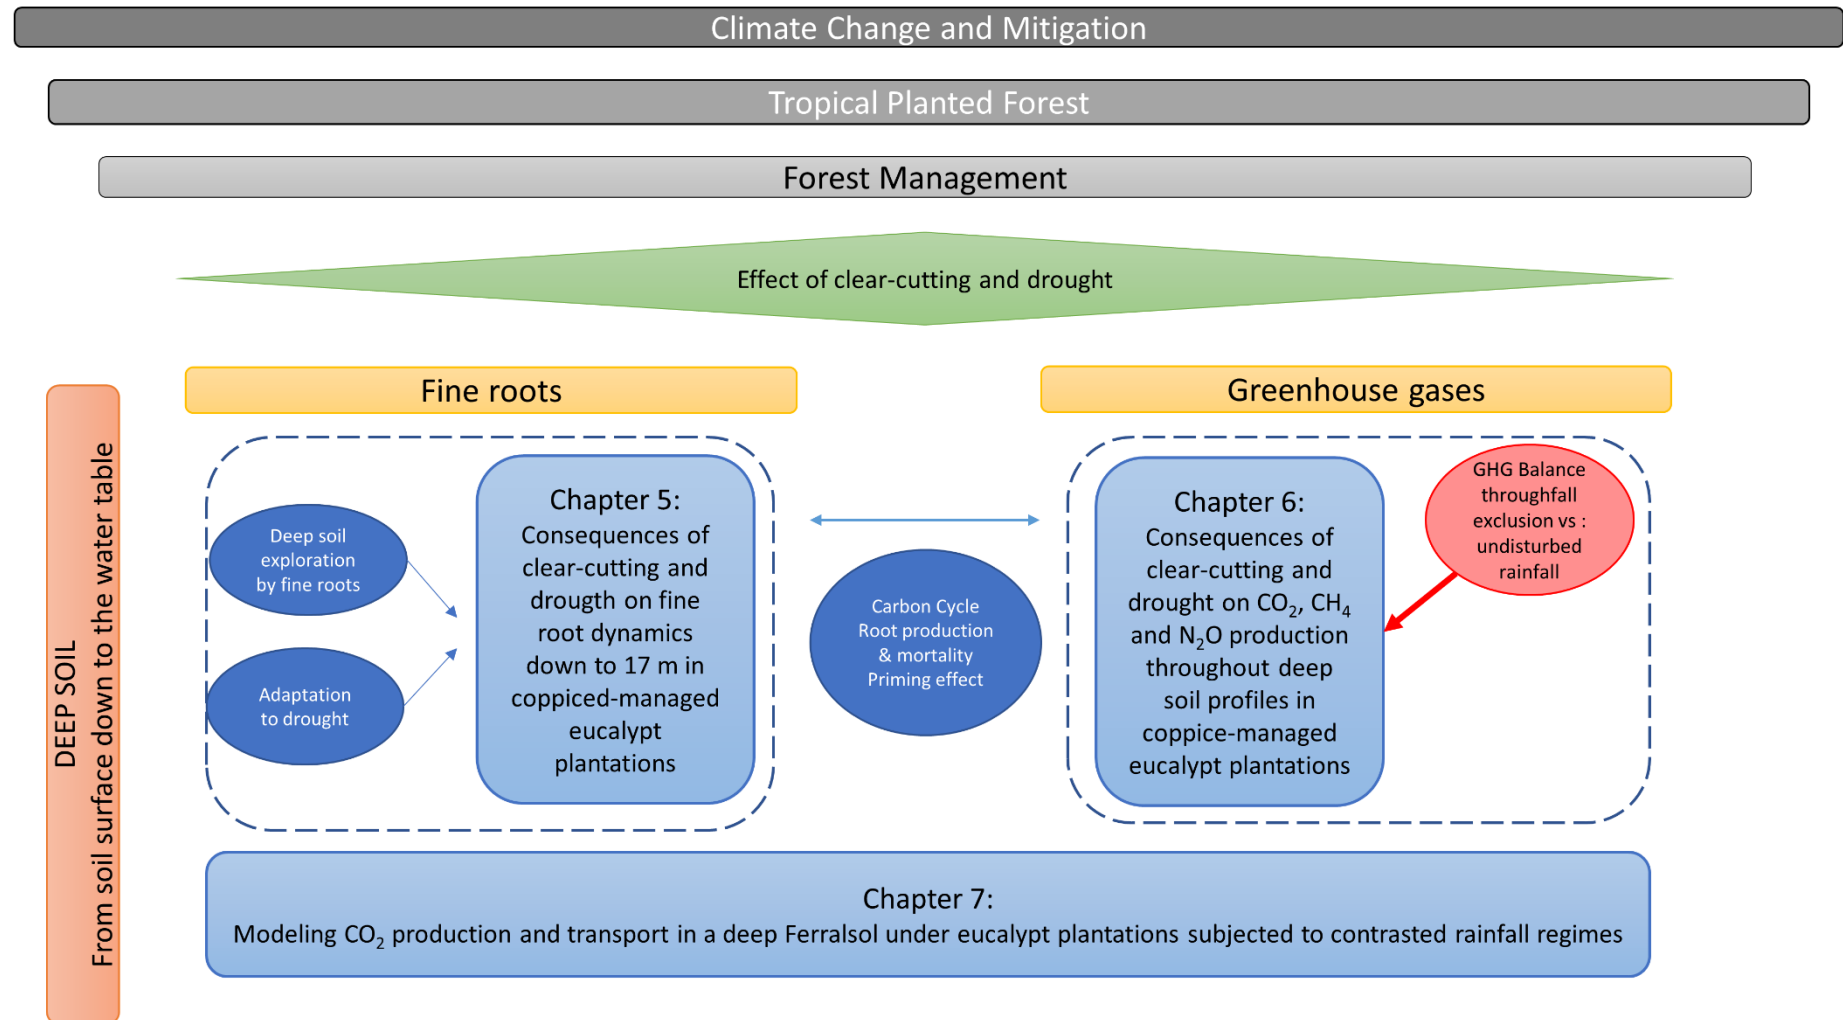 Climate Change and Mitigation
Tropical Planted Forest
Forest Management
Effect of clear-cutting and drought
DEEP SOIL
From soil surface down to the water table
Fine roots
Deep soil
exploration
by fine roots
Adaptation
to drought
Chapter 5:
Consequences of
clear-cutting and
drougth on fine
root dynamics
down to 17 m in
coppiced-managed
eucalypt
plantations
Carbon Cycle
Root production
& mortality
Priming effect
Greenhouse gases
Chapter 6:
Consequences of
clear-cutting and
drought on CO₂, CH₄
and N₂O production
throughout deep
soil profiles in
coppice-managed
eucalypt plantations
GHG Balance
throughfall
exclusion vs :
undisturbed
rainfall
Chapter 7:
Modeling CO₂ production and transport in a deep Ferralsol under eucalypt plantations subjected to contrasted rainfall regimes